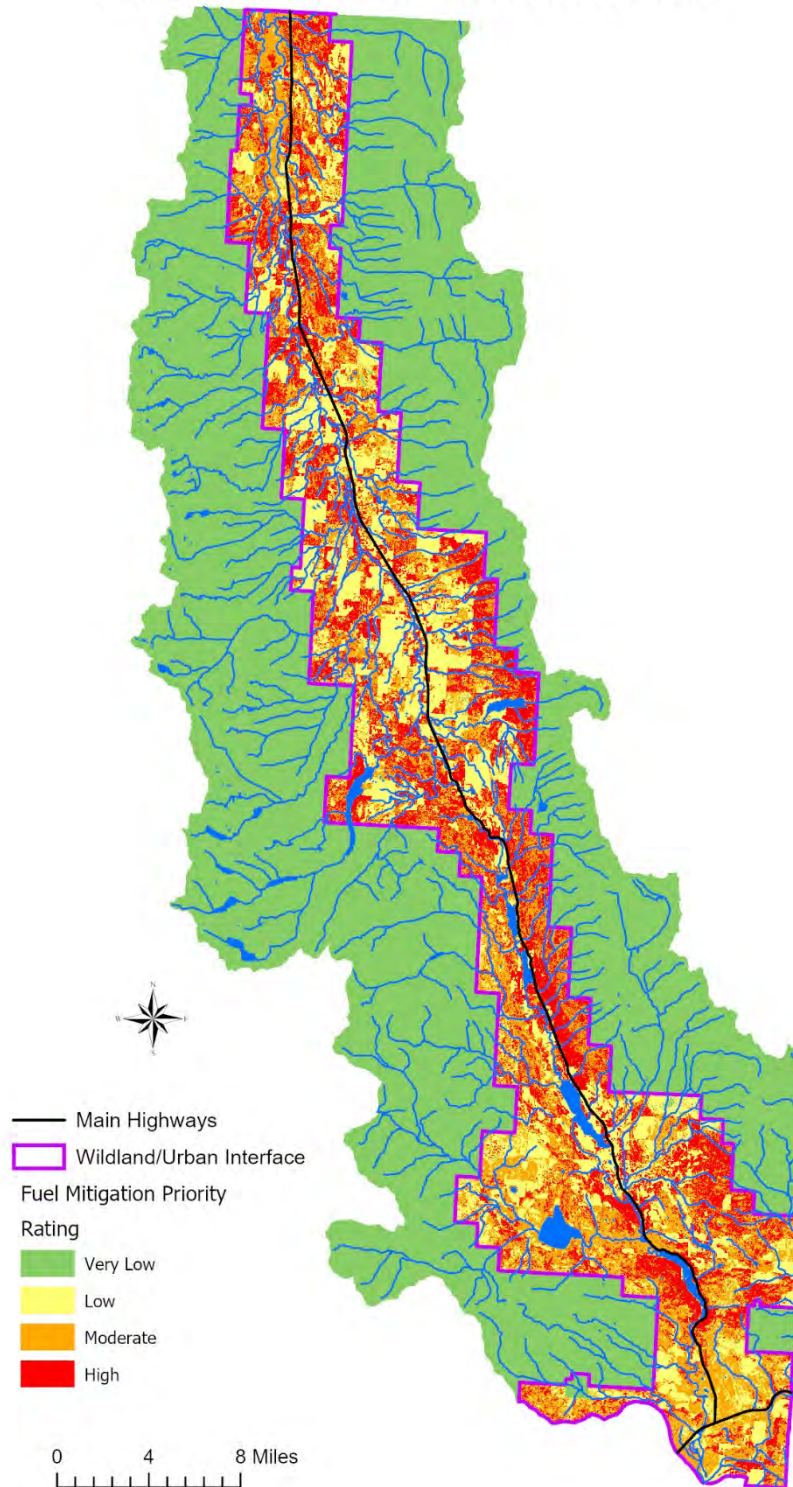 N
W
E
S
Main Highways
Wildland/Urban Interface
Fuel Mitigation Priority
Rating
Very Low
Low
Moderate
High
0 4 8 Miles